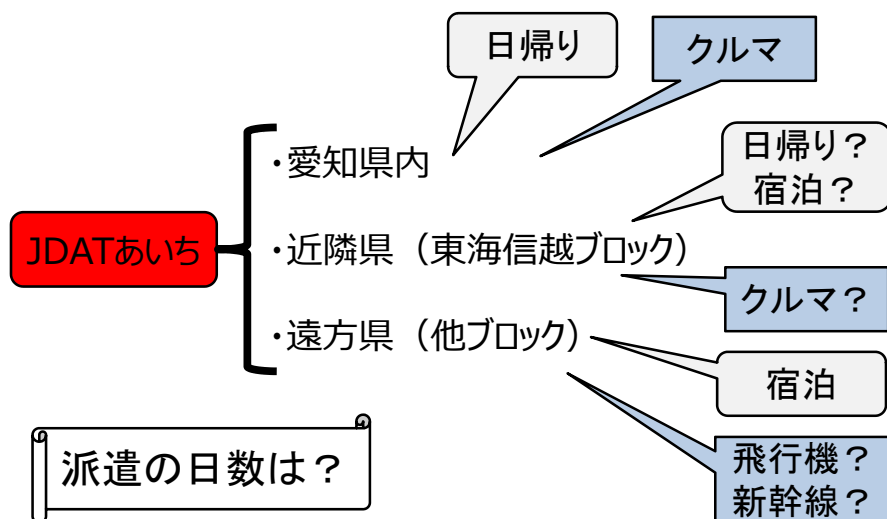 日帰り
クルマ
・愛知県内
日帰り？
宿泊？
JDATあいち
・近隣県（東海信越ブロック）
クルマ？
・遠方県（他ブロック）
宿泊
派遣の日数は？
飛行機？
新幹線？